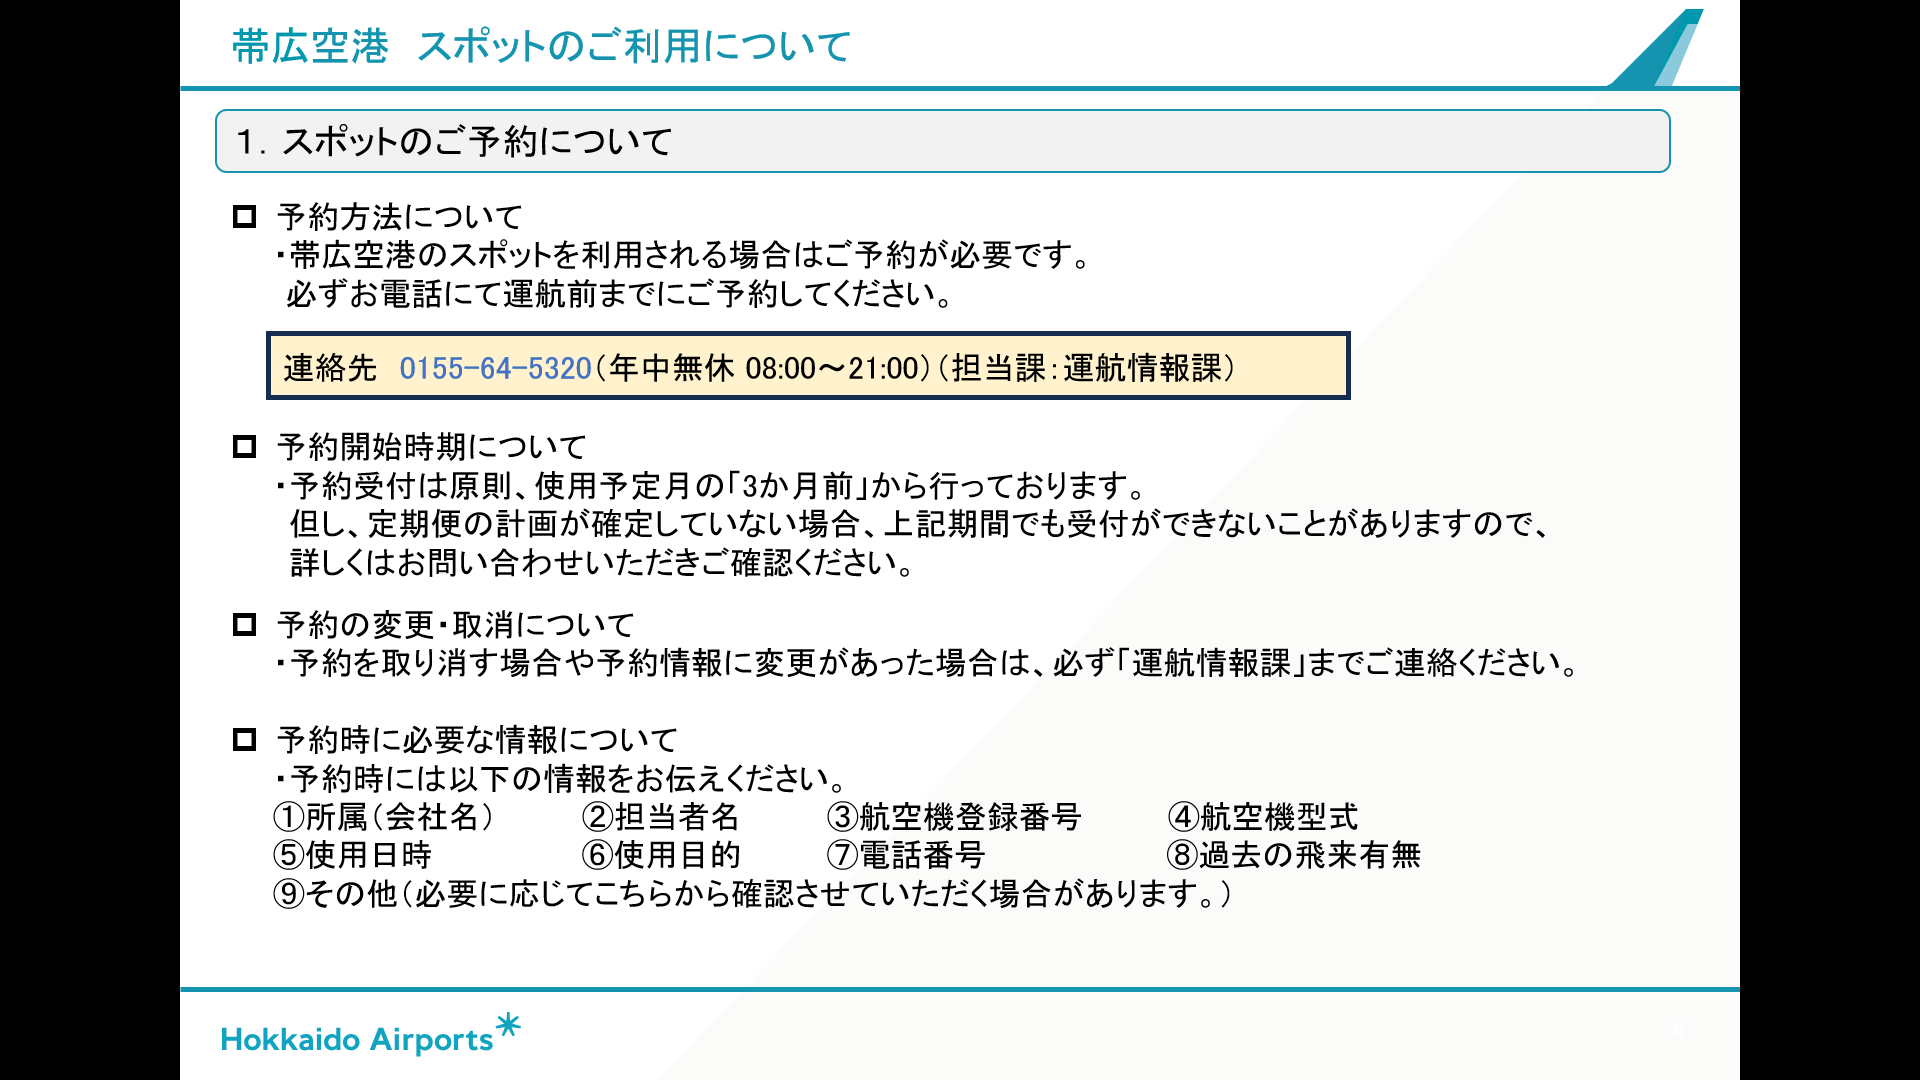 帯広空港　スポットのご利用について
１．スポットのご予約について
予約方法について
・帯広空港のスポットを利用される場合はご予約が必要です。
必ずお電話にて運航前までにご予約してください。
連絡先　0155-64-5320（年中無休 08:00～21:00）（担当課：運航情報課）
予約開始時期について
・予約受付は原則、使用予定月の「3か月前」から行っております。
但し、定期便の計画が確定していない場合、上記期間でも受付ができないことがありますので、
詳しくはお問い合わせいただきご確認ください。
予約の変更・取消について
・予約を取り消す場合や予約情報に変更があった場合は、必ず「運航情報課」までご連絡ください。
予約時に必要な情報について
・予約時には以下の情報をお伝えください。
①所属（会社名）　②担当者名　③航空機登録番号　④航空機型式
⑤使用日時　⑥使用目的　⑦電話番号　⑧過去の飛来有無
⑨その他（必要に応じてこちらから確認させていただく場合があります。）
Hokkaido Airports